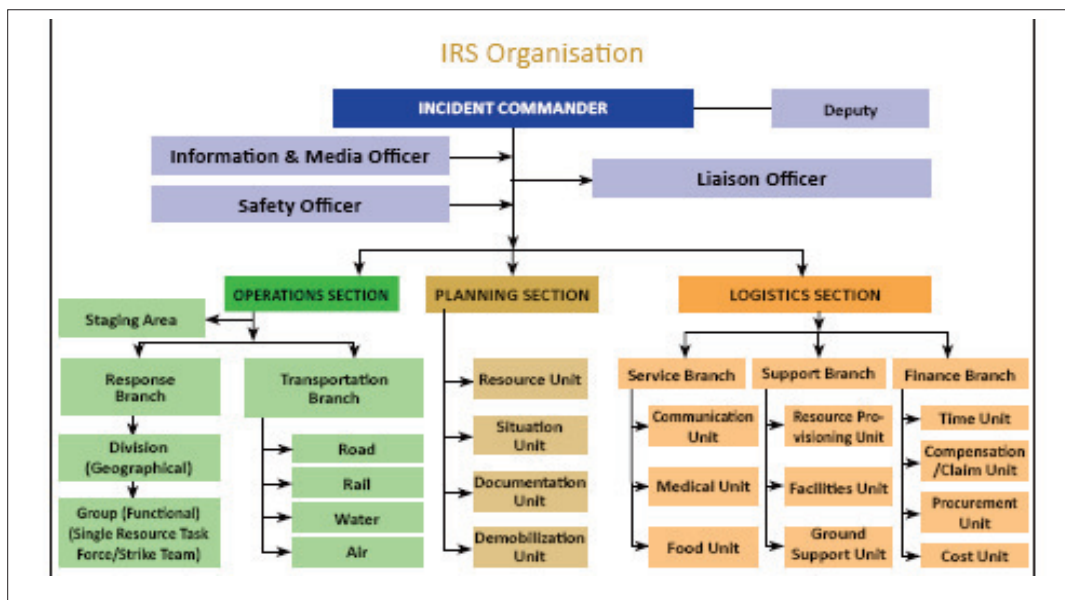 IRS Organisation
INCIDENT COMMANDER
Deputy
Information & Media Officer
Liaison Officer
Safety Officer
OPERATIONS SECTION
PLANNING SECTION
LOGISTICS SECTION
Staging Area
Response
Branch
Transportation
Branch
Division
(Geographical)
Group (Functional)
(Single Resource Task
Force/Strike Team)
Road
Rail
Water
Air
Resource Unit
Situation
Unit
Documentation
Unit
Demobilization
Unit
Service Branch
Support Branch
Finance Branch
Communication
Unit
Medical Unit
Food Unit
Resource Pro-
visioning Unit
Facilities Unit
Ground
Support Unit
Time Unit
Compensation
/Claim Unit
Procurement
Unit
Cost Unit